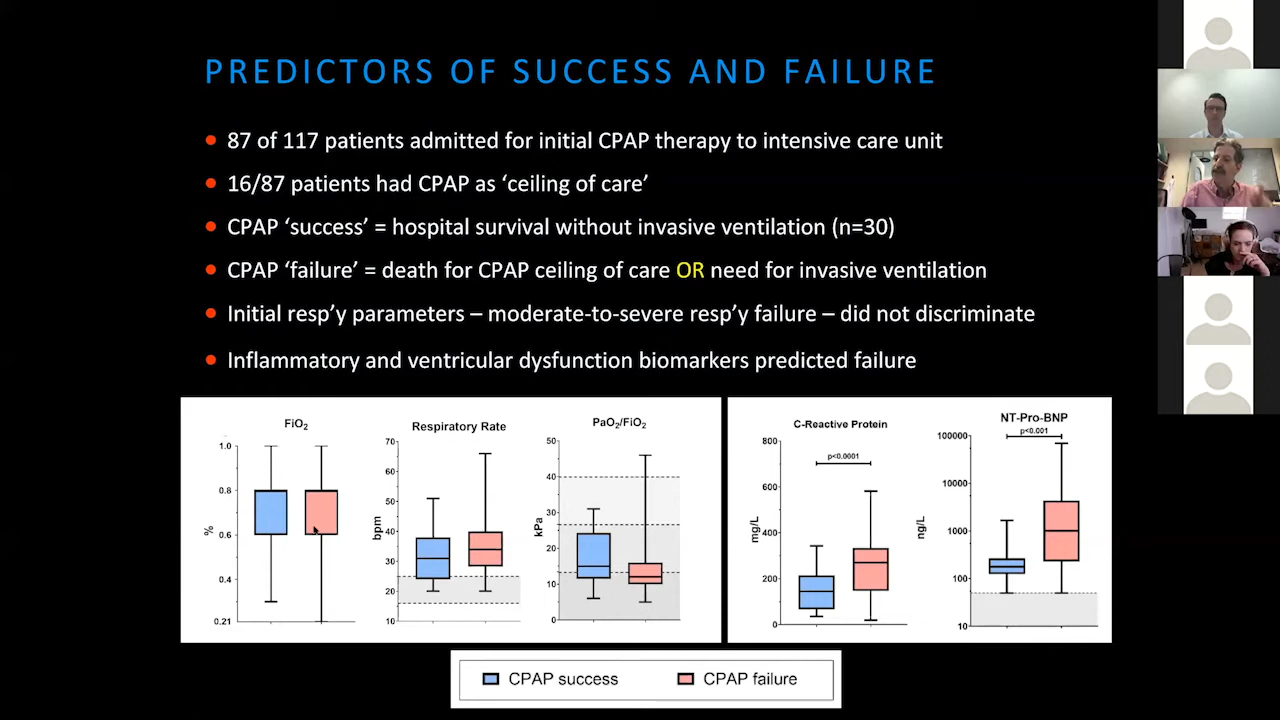 PREDICTORS OF SUCCESS AND FAILURE
87 of 117 patients admitted for initial CPAP therapy to intensive care unit
16/87 patients had CPAP as ‘ceiling of care’
CPAP ‘success’ = hospital survival without invasive ventilation (n=30)
CPAP ‘failure’ = death for CPAP ceiling of care OR need for invasive ventilation
Initial resp’y parameters – moderate-to-severe resp’y failure – did not discriminate
Inflammatory and ventricular dysfunction biomarkers predicted failure
FiO₂
1.0
0.8
0.6
0.4
0.21
%
Respiratory Rate
70
60
50
40
30
20
10
bpm
PaO₂/FiO₂
50
40
30
20
10
0
kPa
C-Reactive Protein
p<0.0001
800
600
400
200
0
mg/L
NT-Pro-BNP
p<0.001
100000
10000
1000
100
10
ng/L
CPAP success
CPAP failure